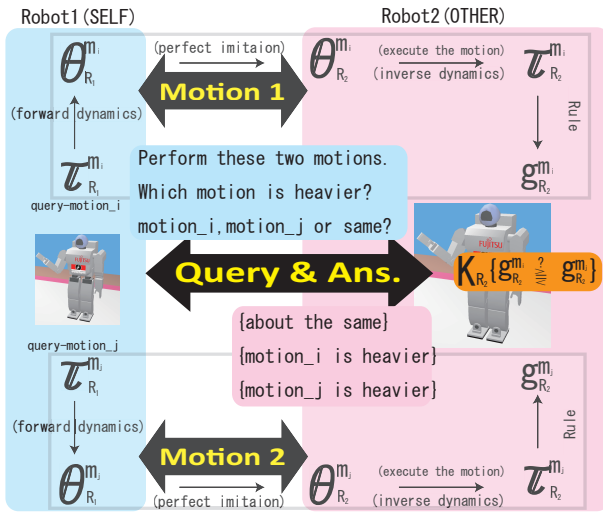 Robot1(SELF)
Robot2(OTHER)
θ^{m_i}_{R_1}
(perfect imitaion)
θ^{m_i}_{R_2}
(execute the motion)
(inverse dynamics)
τ^{m_i}_{R_2}
Motion 1
(forward dynamics)
Rule
τ^{m_i}_{R_1}
g^{m_i}_{R_2}
query-motion_i
Perform these two motions.
Which motion is heavier?
motion_i,motion_j or same?
FUJITSU
Query & Ans.
K_{R_2}{g^{m_i}_{R_2} ⪋? g^{m_j}_{R_2}}
{about the same}
{motion_i is heavier}
{motion_j is heavier}
query-motion_j
τ^{m_j}_{R_1}
g^{m_j}_{R_2}
(forward dynamics)
Rule
Motion 2
θ^{m_j}_{R_1}
(perfect imitaion)
θ^{m_j}_{R_2}
(execute the motion)
(inverse dynamics)
τ^{m_j}_{R_2}